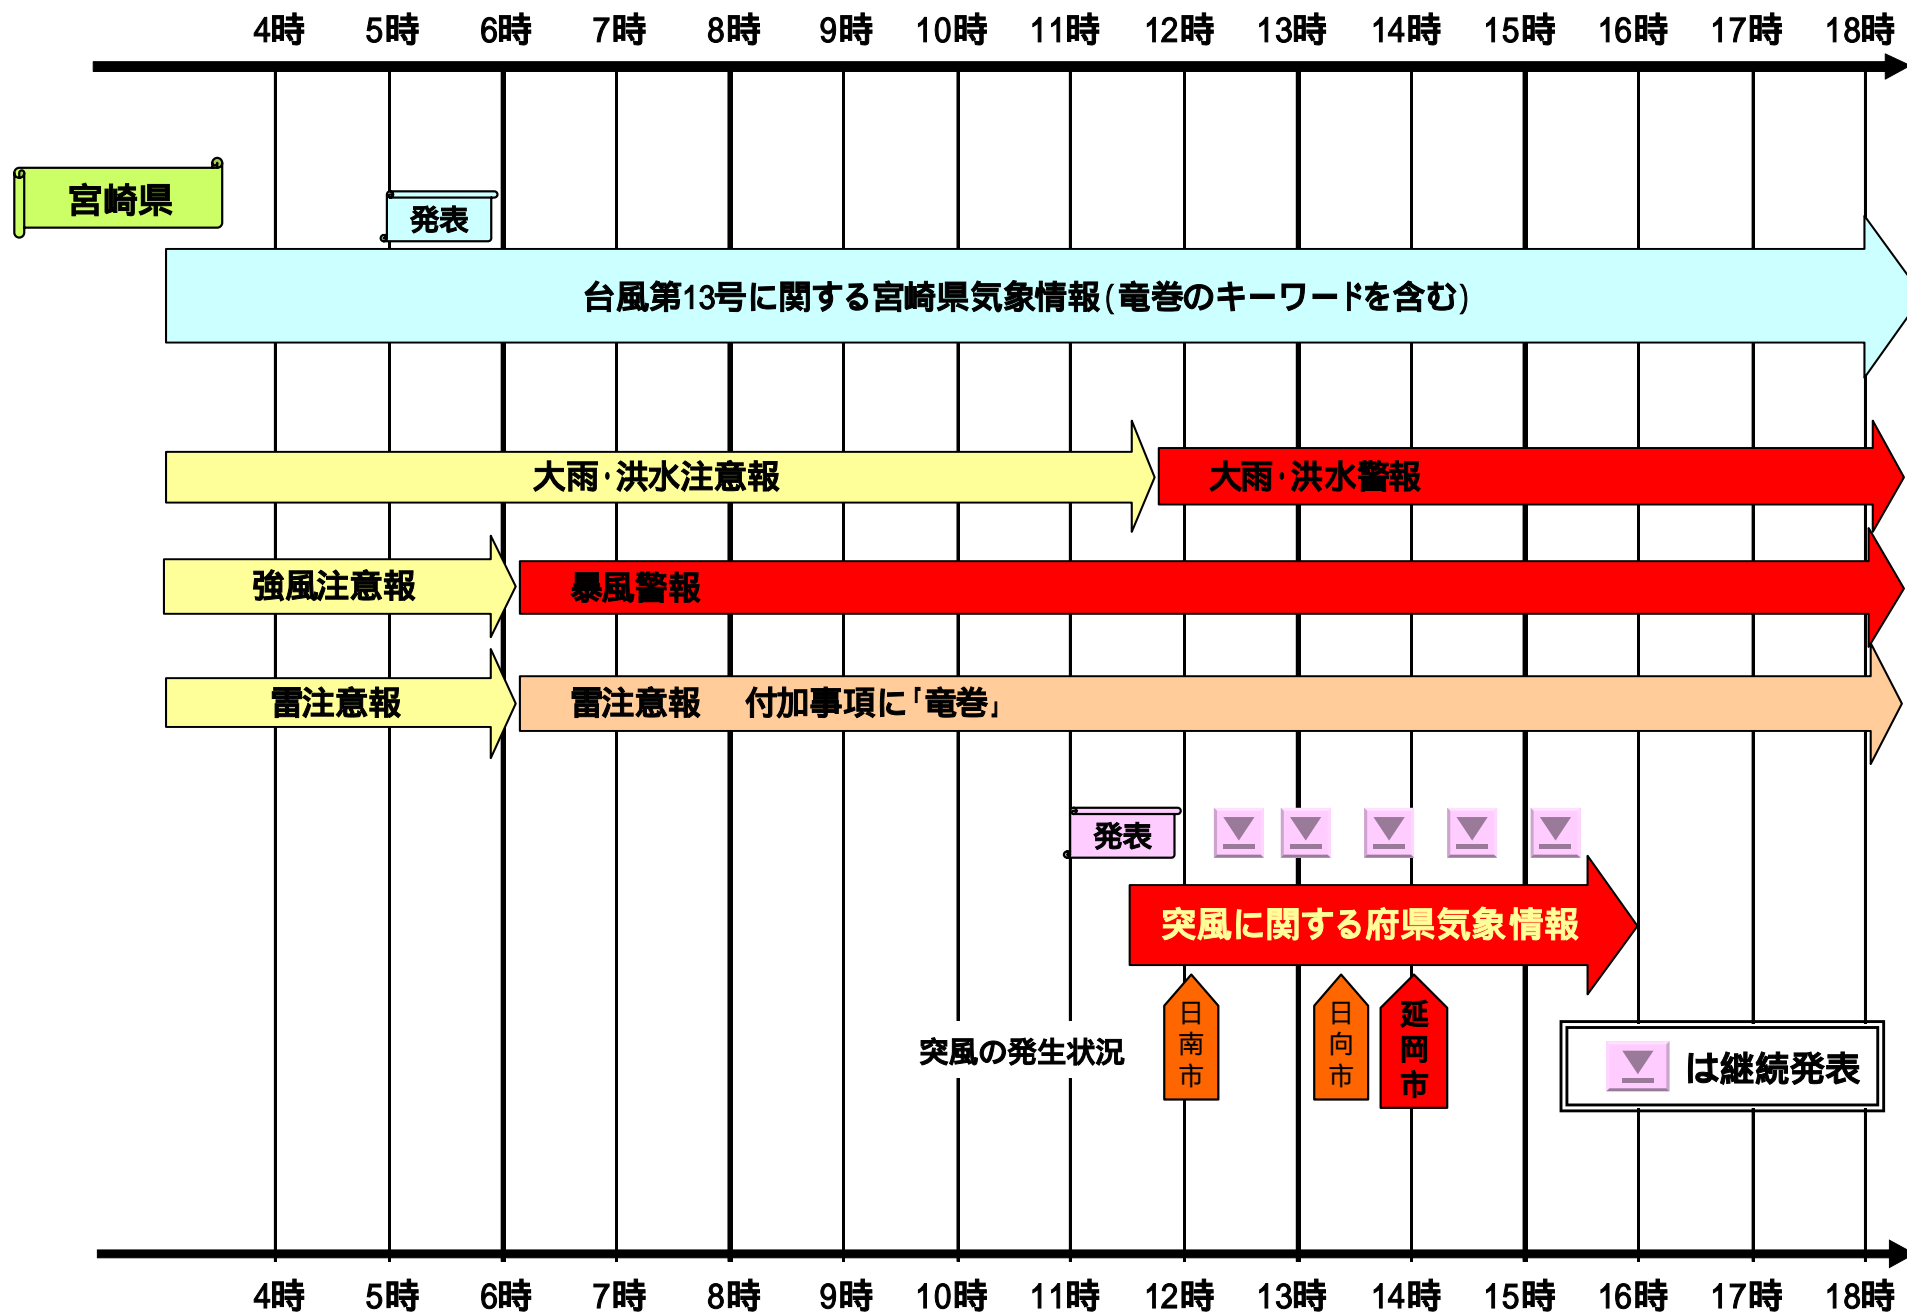 4時 5時 6時 7時 8時 9時 10時 11時 12時 13時 14時 15時 16時 17時 18時
宮崎県
発表
台風第13号に関する宮崎県気象情報(竜巻のキーワードを含む)
大雨・洪水注意報 大雨・洪水警報
強風注意報 暴風警報
雷注意報 雷注意報 付加事項に「竜巻」
発表
突風に関する府県気象情報
突風の発生状況
日南市
日向市
延岡市
は継続発表
4時 5時 6時 7時 8時 9時 10時 11時 12時 13時 14時 15時 16時 17時 18時